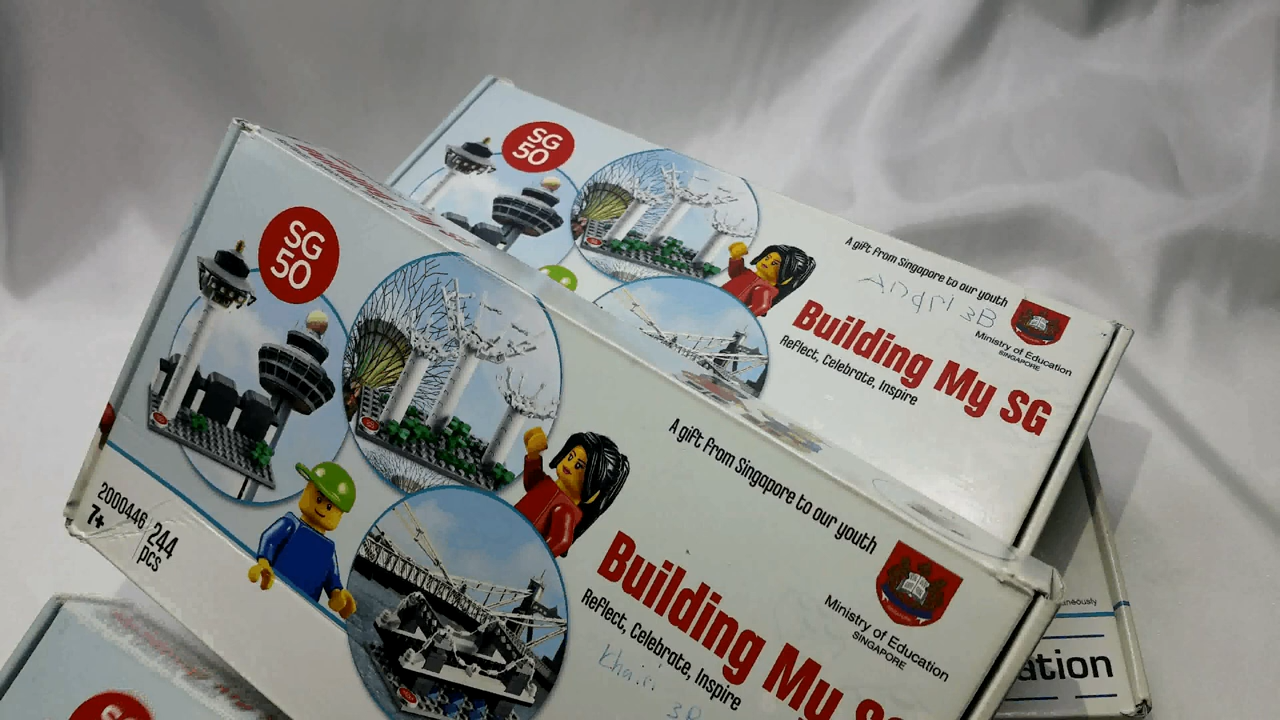 SG
50
A gift from Singapore to our youth
Andri 3B
Ministry of Education
SINGAPORE
Building My SG
Reflect, Celebrate, Inspire
SG
50
A gift from Singapore to our youth
Ministry of Education
SINGAPORE
Building My
Reflect, Celebrate, Inspire
Khairi
2000446
7+
244
pcs
ation
SG